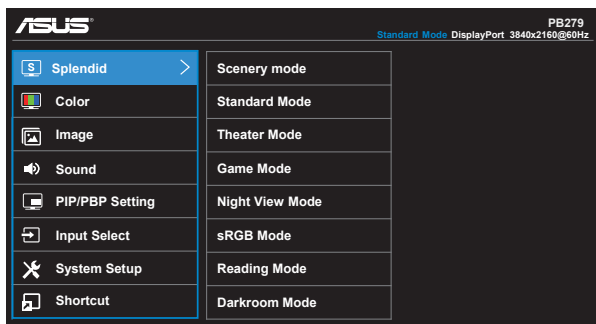 ASUS
PB279
Standard Mode DisplayPort 3840x2160@60Hz
S Splendid
Color
Image
Sound
PIP/PBP Setting
Input Select
System Setup
Shortcut
Scenery mode
Standard Mode
Theater Mode
Game Mode
Night View Mode
sRGB Mode
Reading Mode
Darkroom Mode